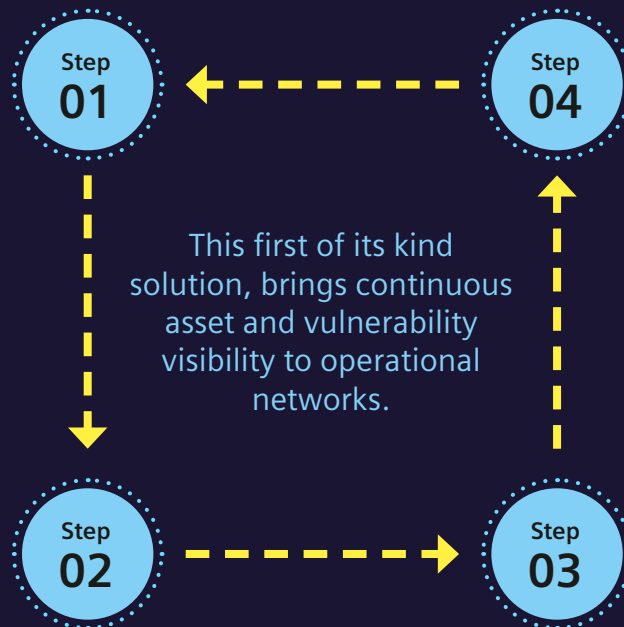 Step
01
Step
04
This first of its kind
solution, brings continuous
asset and vulnerability
visibility to operational
networks.
Step
02
Step
03